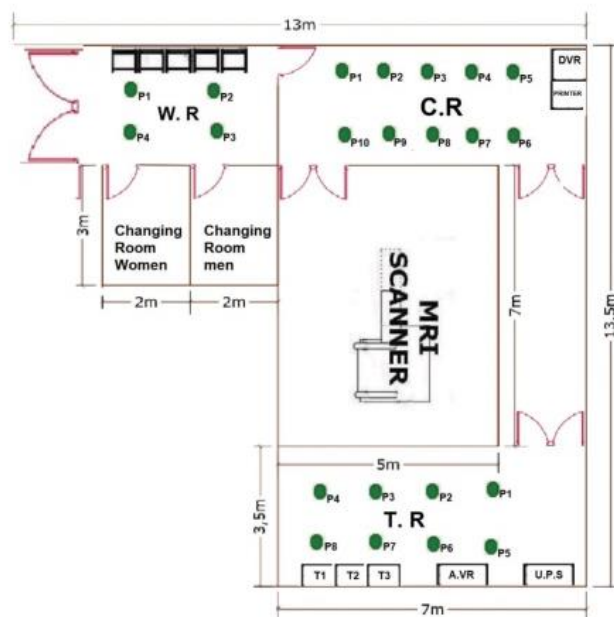 13m
DVR
PRINTER
P1
P2
P3
P4
P5
P1
P2
W. R
C.R
P4
P3
P10
P9
P8
P7
P6
3m
Changing
Room
Women
Changing
Room
men
2m
2m
MRI
SCANNER
7m
13.5m
5m
3,5m
P4
P3
P2
P1
T. R
P8
P7
P6
P5
T1
T2
T3
A.VR
U.P.S
7m